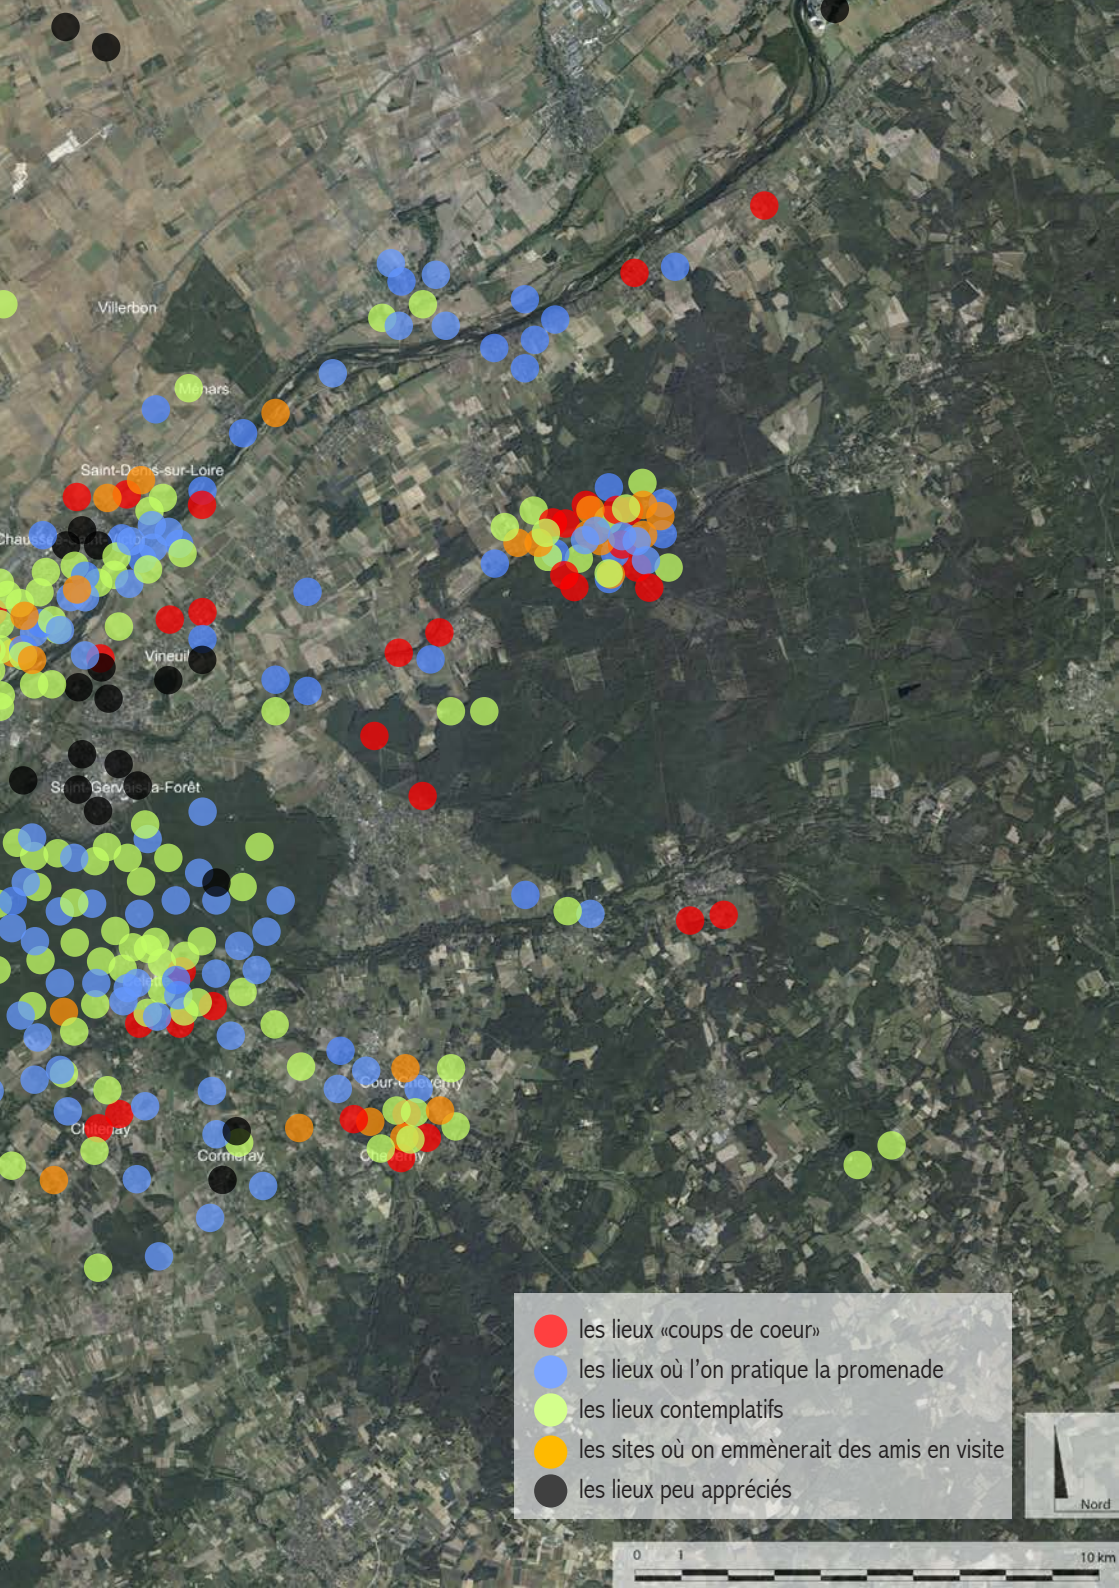 Villerbon
Ménars
Saint-Denis-sur-Loire
Vineuil
Saint-Gervais-la-Forêt
Cour-Cheverny
Chitenay
Cormeray
Cheverny
les lieux «coups de coeur»
les lieux où l'on pratique la promenade
les lieux contemplatifs
les sites où on emmènerait des amis en visite
les lieux peu appréciés
Nord
0 1 10 km